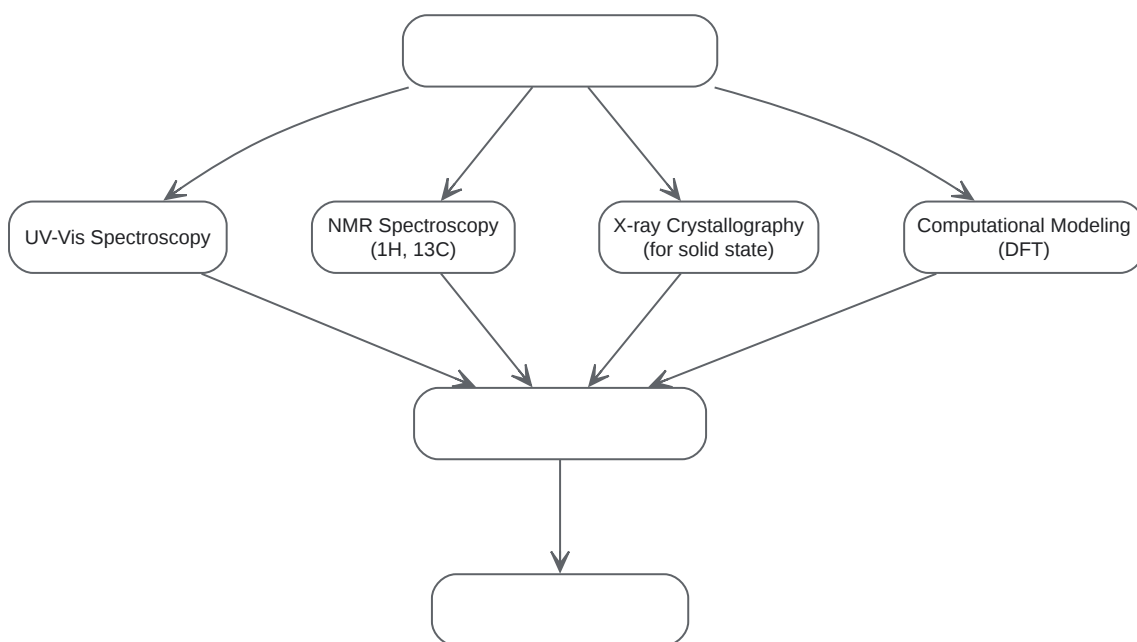 UV-Vis Spectroscopy
NMR Spectroscopy
(1H, 13C)
X-ray Crystallography
(for solid state)
Computational Modeling
(DFT)